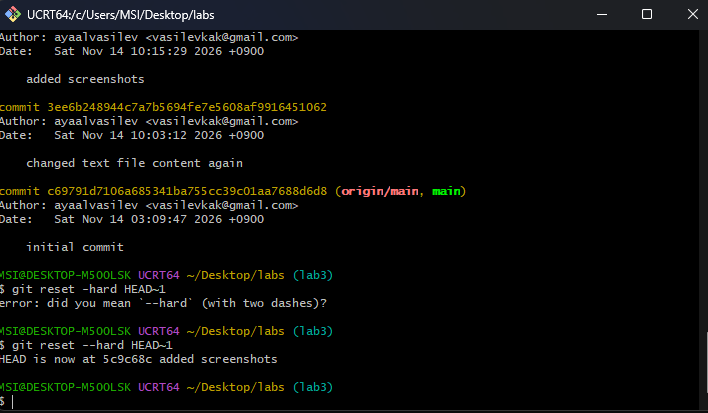 UCRT64:/c/Users/MSI/Desktop/labs
Author: ayaalvasilev <vasilevkak@gmail.com>
Date:   Sat Nov 14 10:15:29 2026 +0900
    added screenshots
commit 3ee6b248944c7a7b5694fe7e5608af9916451062
Author: ayaalvasilev <vasilevkak@gmail.com>
Date:   Sat Nov 14 10:03:12 2026 +0900
    changed text file content again
commit c69791d7106a685341ba755cc39c01aa7688d6d8 (origin/main, main)
Author: ayaalvasilev <vasilevkak@gmail.com>
Date:   Sat Nov 14 03:09:47 2026 +0900
    initial commit
MSI@DESKTOP-M5OOLSK UCRT64 ~/Desktop/labs (lab3)
$ git reset -hard HEAD~1
error: did you mean `--hard` (with two dashes)?
MSI@DESKTOP-M5OOLSK UCRT64 ~/Desktop/labs (lab3)
$ git reset --hard HEAD~1
HEAD is now at 5c9c68c added screenshots
MSI@DESKTOP-M5OOLSK UCRT64 ~/Desktop/labs (lab3)
$